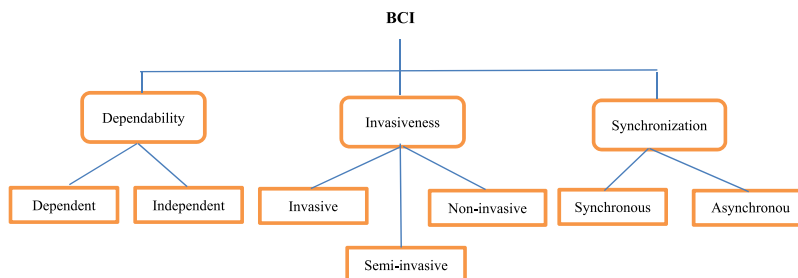 BCI
Dependability
Invasiveness
Synchronization
Dependent
Independent
Invasive
Non-invasive
Synchronous
Asynchronou
Semi-invasive